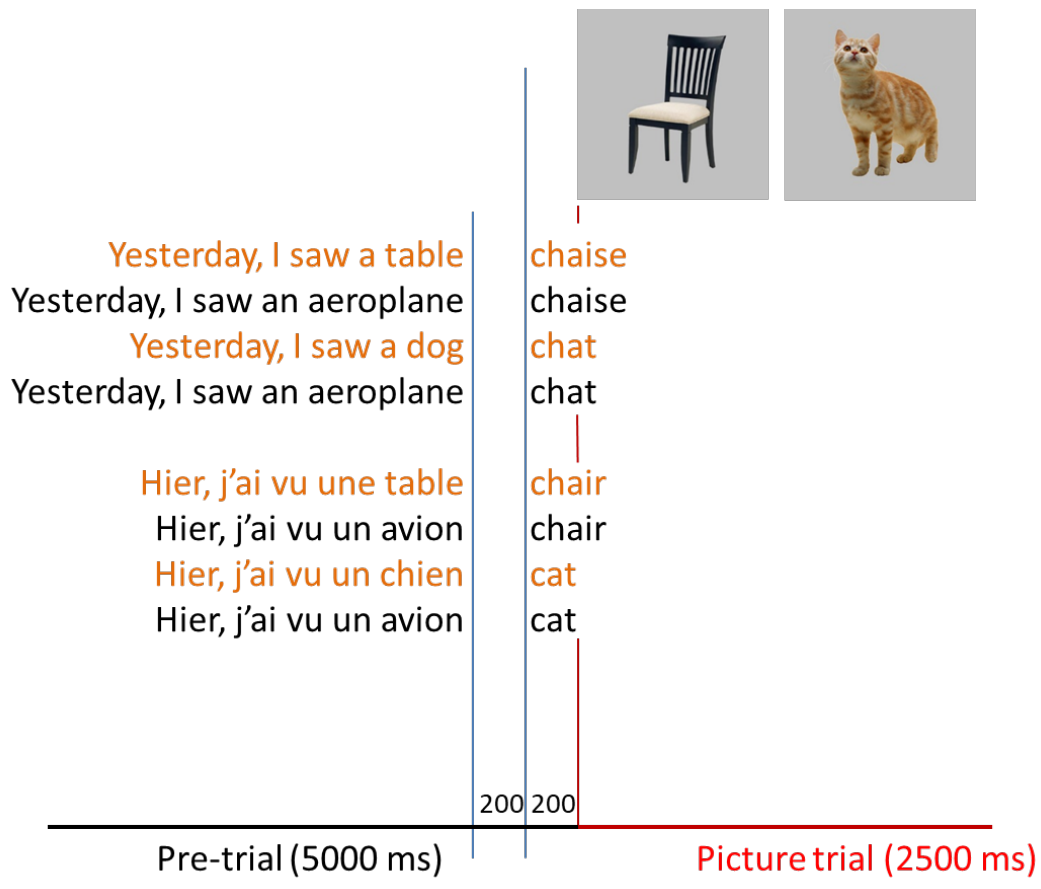 Yesterday, I saw a table chaise
Yesterday, I saw an aeroplane chaise
Yesterday, I saw a dog chat
Yesterday, I saw an aeroplane chat
Hier, j'ai vu une table chair
Hier, j'ai vu un avion chair
Hier, j'ai vu un chien cat
Hier, j'ai vu un avion cat
200 200
Pre-trial (5000 ms) Picture trial (2500 ms)